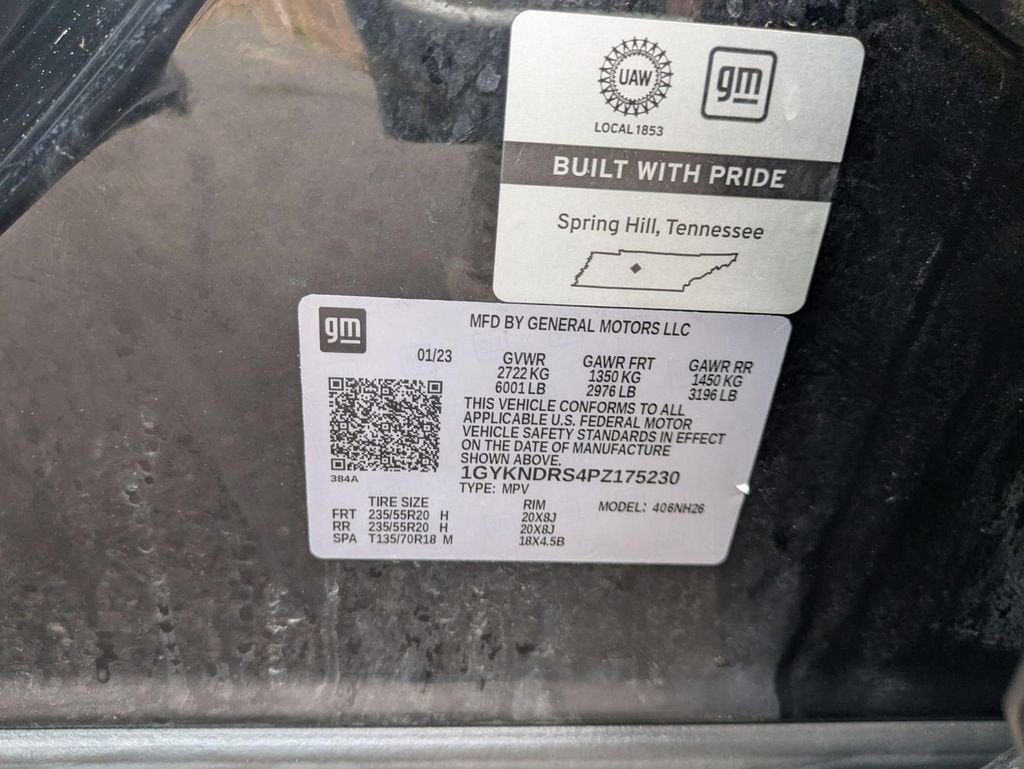 UAW
gm
LOCAL 1853
BUILT WITH PRIDE
Spring Hill, Tennessee
gm
MFD BY GENERAL MOTORS LLC
01/23 GVWR GAWR FRT GAWR RR
2722 KG 1350 KG 1450 KG
6001 LB 2976 LB 3196 LB
THIS VEHICLE CONFORMS TO ALL
APPLICABLE U.S. FEDERAL MOTOR
VEHICLE SAFETY STANDARDS IN EFFECT
ON THE DATE OF MANUFACTURE
SHOWN ABOVE.
384A
1GYKNDRS4PZ175230
TYPE: MPV
TIRE SIZE RIM MODEL: 406NH26
FRT 235/55R20 H 20X8J
RR 235/55R20 H 20X8J
SPA T135/70R18 M 18X4.5B